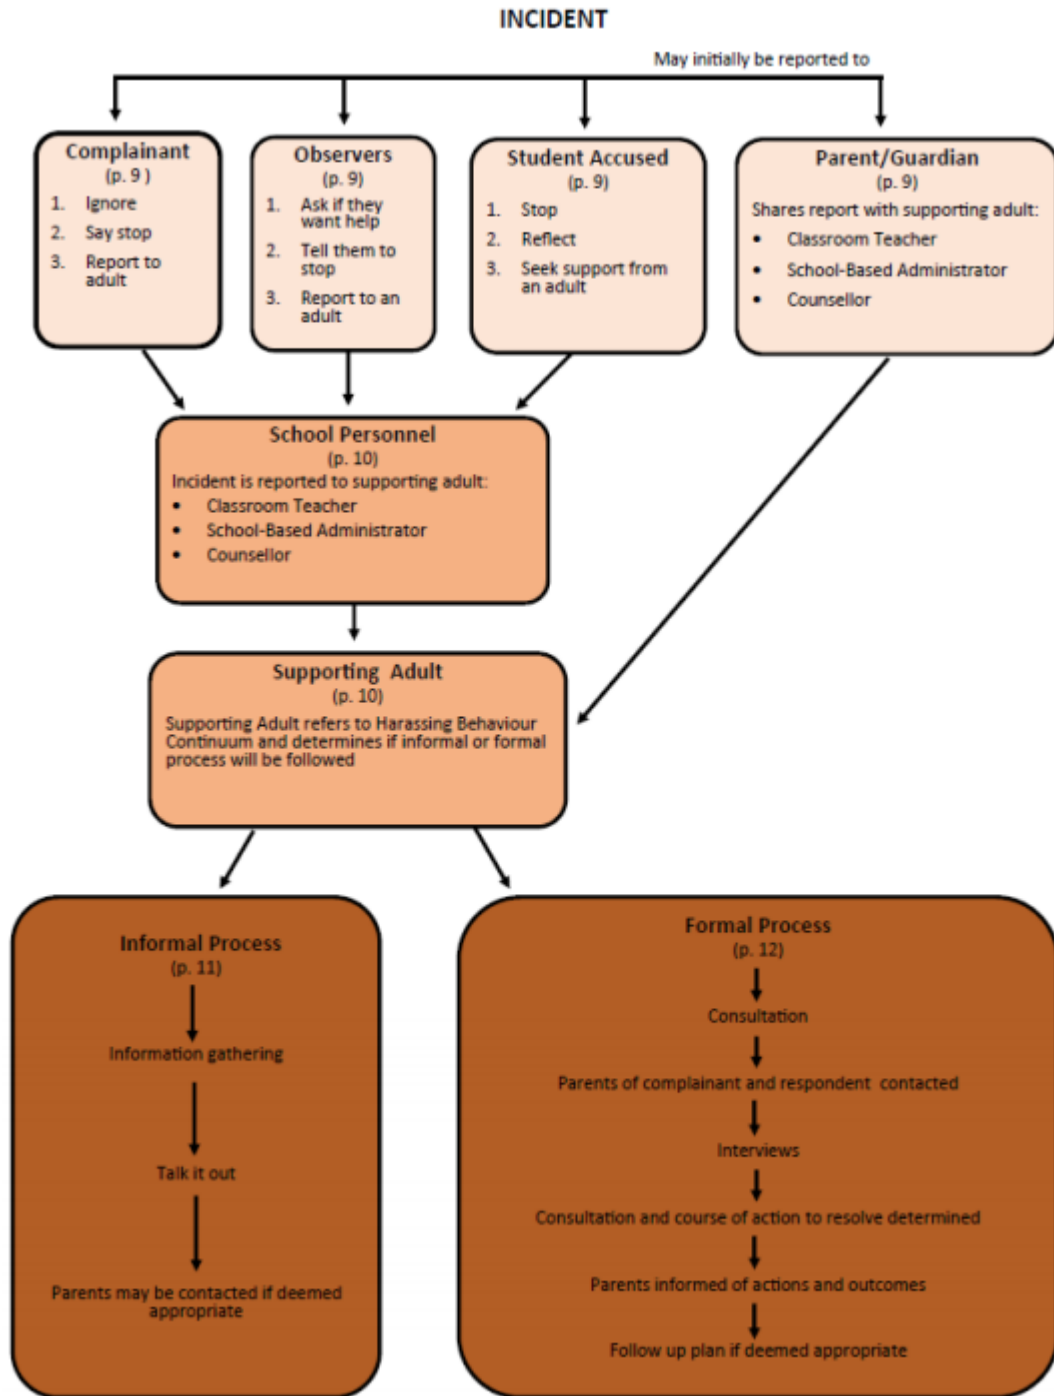 INCIDENT
May initially be reported to
Complainant
(p. 9 )
1. Ignore
2. Say stop
3. Report to
adult
Observers
(p. 9)
1. Ask if they
want help
2. Tell them to
stop
3. Report to an
adult
Student Accused
(p. 9)
1. Stop
2. Reflect
3. Seek support from
an adult
Parent/Guardian
(p. 9)
Shares report with supporting adult:
• Classroom Teacher
• School-Based Administrator
• Counsellor
School Personnel
(p. 10)
Incident is reported to supporting adult:
• Classroom Teacher
• School-Based Administrator
• Counsellor
Supporting Adult
(p. 10)
Supporting Adult refers to Harassing Behaviour
Continuum and determines if informal or formal
process will be followed
Informal Process
(p. 11)
Information gathering
Talk it out
Parents may be contacted if deemed
appropriate
Formal Process
(p. 12)
Consultation
Parents of complainant and respondent contacted
Interviews
Consultation and course of action to resolve determined
Parents informed of actions and outcomes
Follow up plan if deemed appropriate